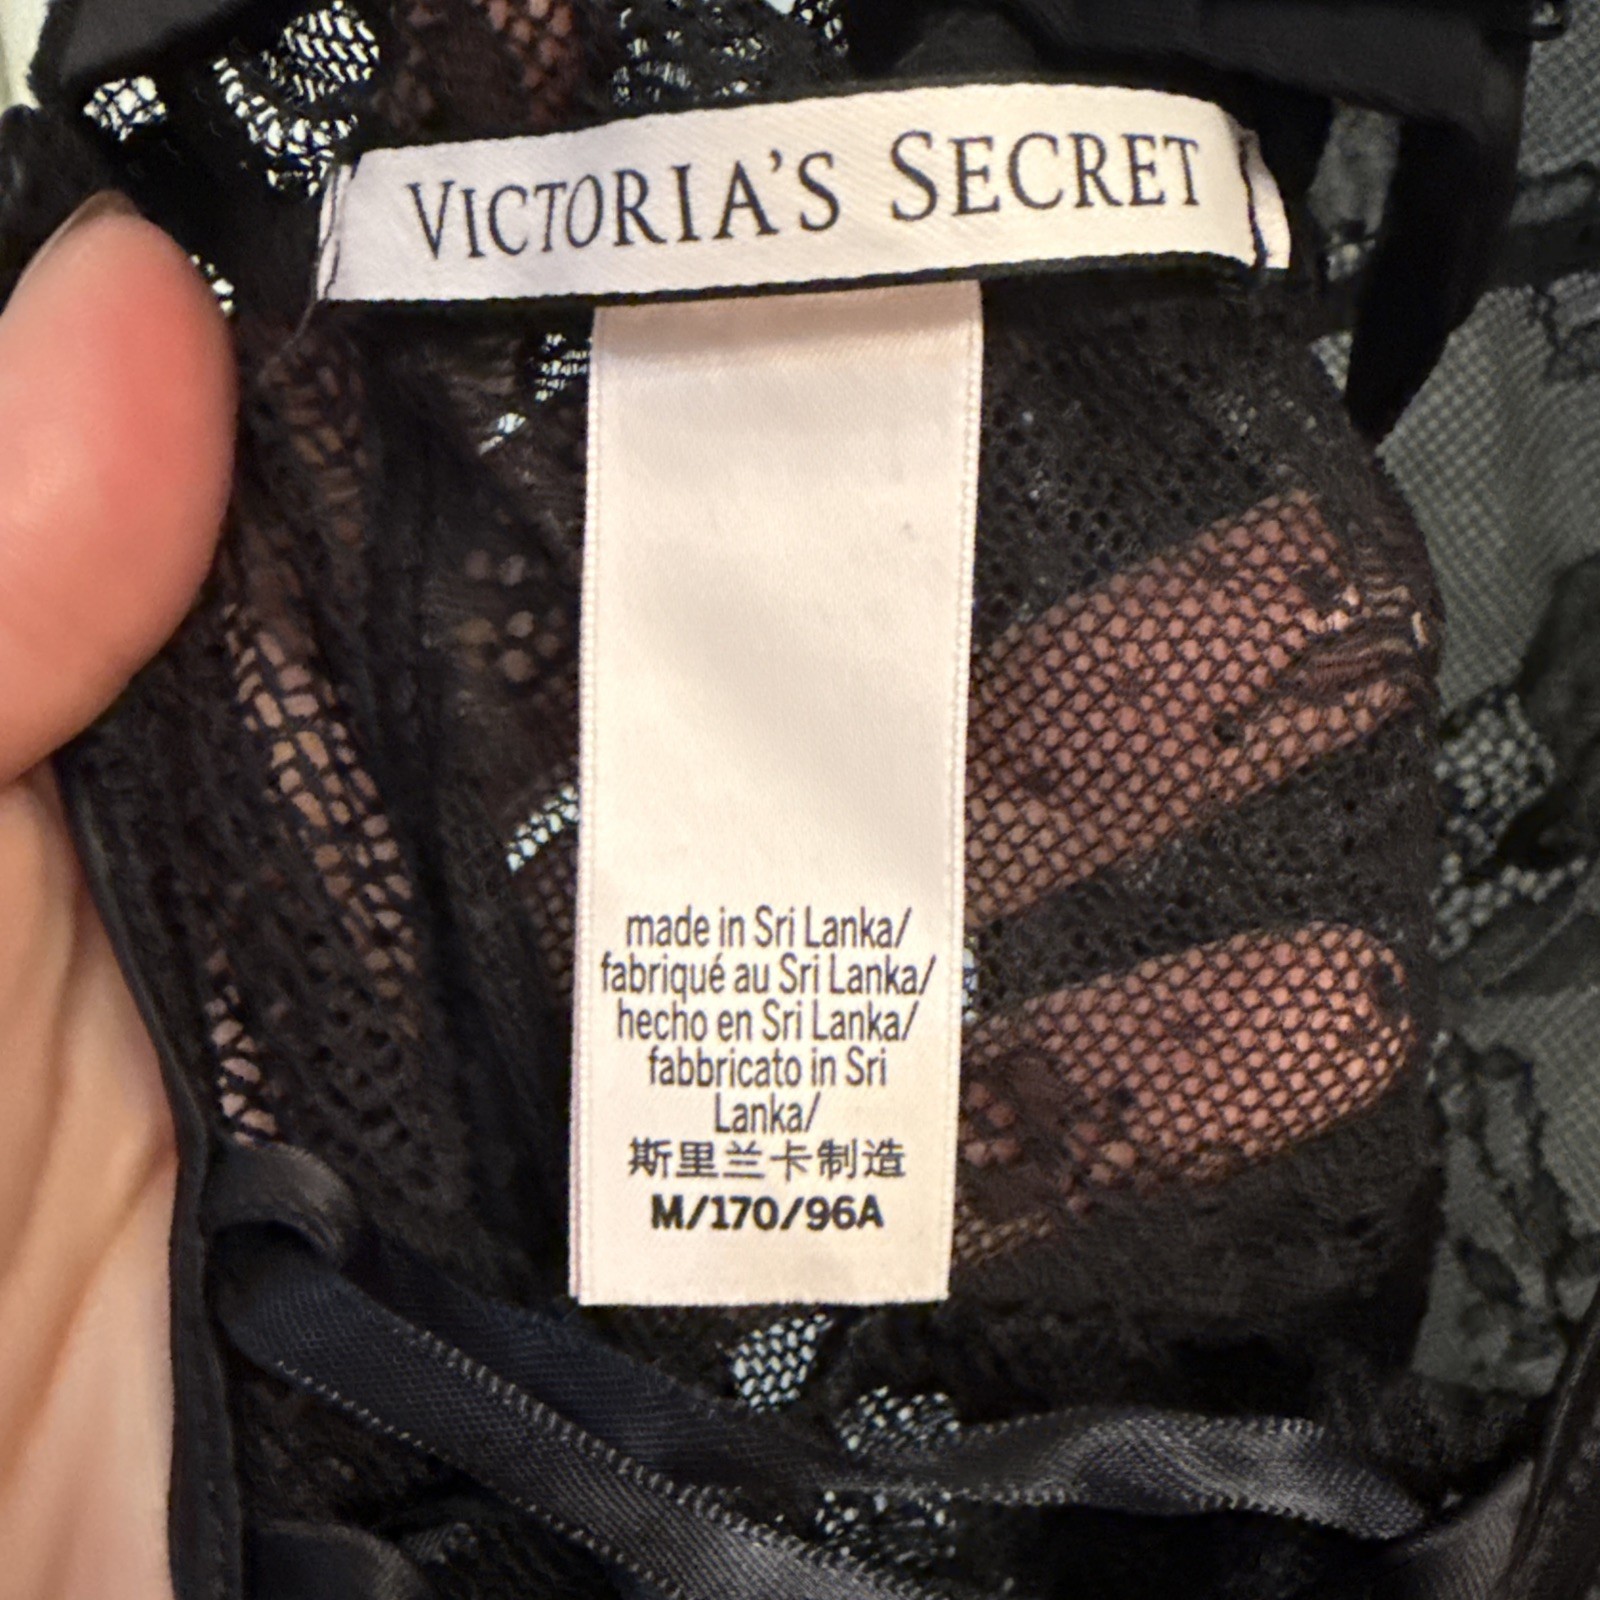 VICTORIA'S SECRET
made in Sri Lanka/
fabriqué au Sri Lanka/
hecho en Sri Lanka/
fabbricato in Sri
Lanka/
斯里兰卡制造
M/170/96A